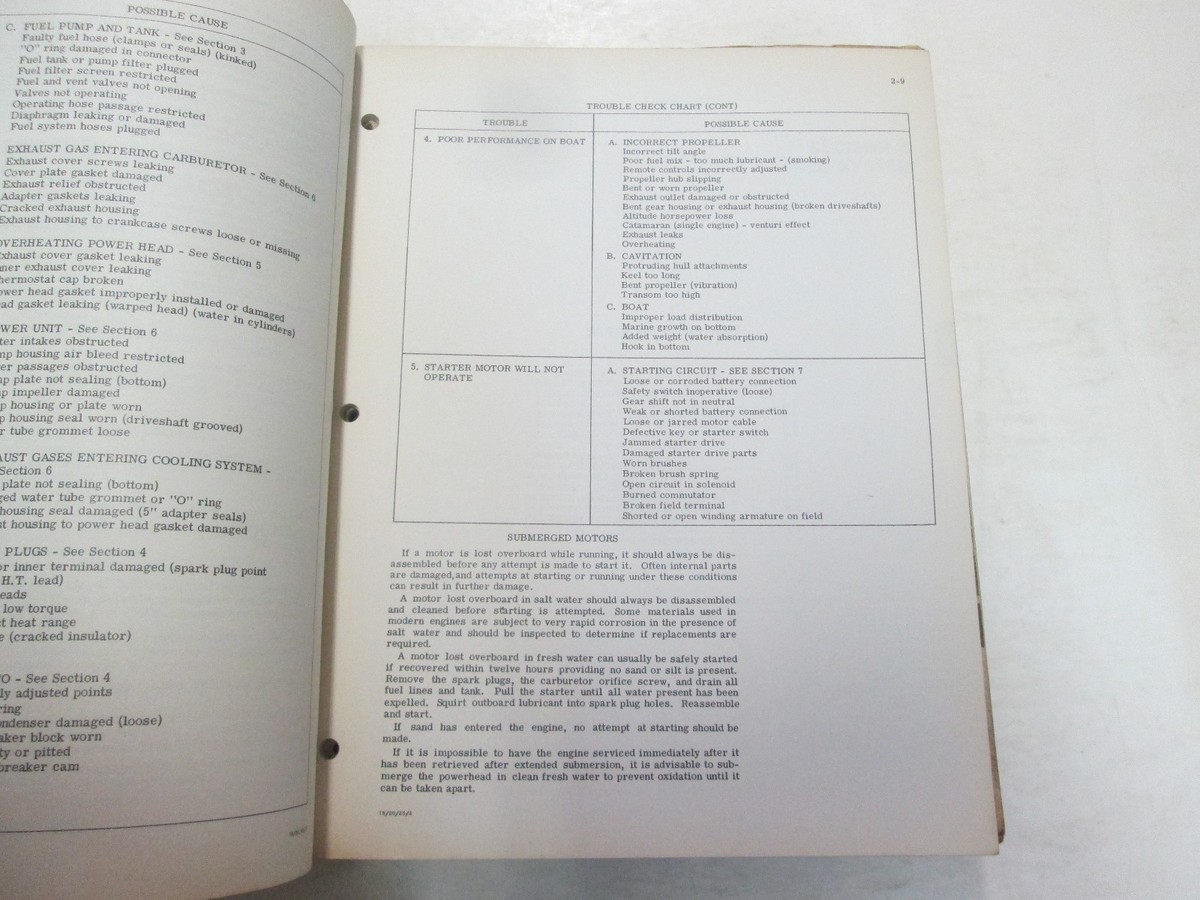 POSSIBLE CAUSE
C. FUEL PUMP AND TANK - See Section 3
Faulty fuel hose (clamps or seals) (kinked)
"O" ring damaged in connector
Fuel tank or pump filter plugged
Fuel filter screen restricted
Fuel and vent valves not opening
Valves not operating
Operating hose passage restricted
Diaphragm leaking or damaged
Fuel system hoses plugged
EXHAUST GAS ENTERING CARBURETOR - See Section 6
Exhaust cover screws leaking
Cover plate gasket damaged
Exhaust relief obstructed
Adapter gaskets leaking
Cracked exhaust housing
Exhaust housing to crankcase screws loose or missing
OVERHEATING POWER HEAD - See Section 5
xhaust cover gasket leaking
ner exhaust cover leaking
hermostat cap broken
ower head gasket improperly installed or damaged
ad gasket leaking (warped head) (water in cylinders)
WER UNIT - See Section 6
ter intakes obstructed
mp housing air bleed restricted
er passages obstructed
p plate not sealing (bottom)
p impeller damaged
p housing or plate worn
p housing seal worn (driveshaft grooved)
r tube grommet loose
AUST GASES ENTERING COOLING SYSTEM -
Section 6
plate not sealing (bottom)
ged water tube grommet or "O" ring
housing seal damaged (5" adapter seals)
st housing to power head gasket damaged
PLUGS - See Section 4
or inner terminal damaged (spark plug point
H.T. lead)
eads
low torque
t heat range
e (cracked insulator)
O - See Section 4
ly adjusted points
ring
ondenser damaged (loose)
aker block worn
ty or pitted
breaker cam
2-9
TROUBLE CHECK CHART (CONT)
TROUBLE
POSSIBLE CAUSE
4. POOR PERFORMANCE ON BOAT
A. INCORRECT PROPELLER
Incorrect tilt angle
Poor fuel mix - too much lubricant - (smoking)
Remote controls incorrectly adjusted
Propeller hub slipping
Bent or worn propeller
Exhaust outlet damaged or obstructed
Bent gear housing or exhaust housing (broken driveshafts)
Altitude horsepower loss
Catamaran (single engine) - venturi effect
Exhaust leaks
Overheating
B. CAVITATION
Protruding hull attachments
Keel too long
Bent propeller (vibration)
Transom too high
C. BOAT
Improper load distribution
Marine growth on bottom
Added weight (water absorption)
Hook in bottom
5. STARTER MOTOR WILL NOT
OPERATE
A. STARTING CIRCUIT - SEE SECTION 7
Loose or corroded battery connection
Safety switch inoperative (loose)
Gear shift not in neutral
Weak or shorted battery connection
Loose or jarred motor cable
Defective key or starter switch
Jammed starter drive
Damaged starter drive parts
Worn brushes
Broken brush spring
Open circuit in solenoid
Burned commutator
Broken field terminal
Shorted or open winding armature on field
SUBMERGED MOTORS
If a motor is lost overboard while running, it should always be dis-
assembled before any attempt is made to start it. Often internal parts
are damaged,and attempts at starting or running under these conditions
can result in further damage.
A motor lost overboard in salt water should always be disassembled
and cleaned before starting is attempted. Some materials used in
modern engines are subject to very rapid corrosion in the presence of
salt water and should be inspected to determine if replacements are
required.
A motor lost overboard in fresh water can usually be safely started
if recovered within twelve hours providing no sand or silt is present.
Remove the spark plugs, the carburetor orifice screw, and drain all
fuel lines and tank. Pull the starter until all water present has been
expelled. Squirt outboard lubricant into spark plug holes. Reassemble
and start.
If sand has entered the engine, no attempt at starting should be
made.
If it is impossible to have the engine serviced immediately after it
has been retrieved after extended submersion, it is advisable to sub-
merge the powerhead in clean fresh water to prevent oxidation until it
can be taken apart.